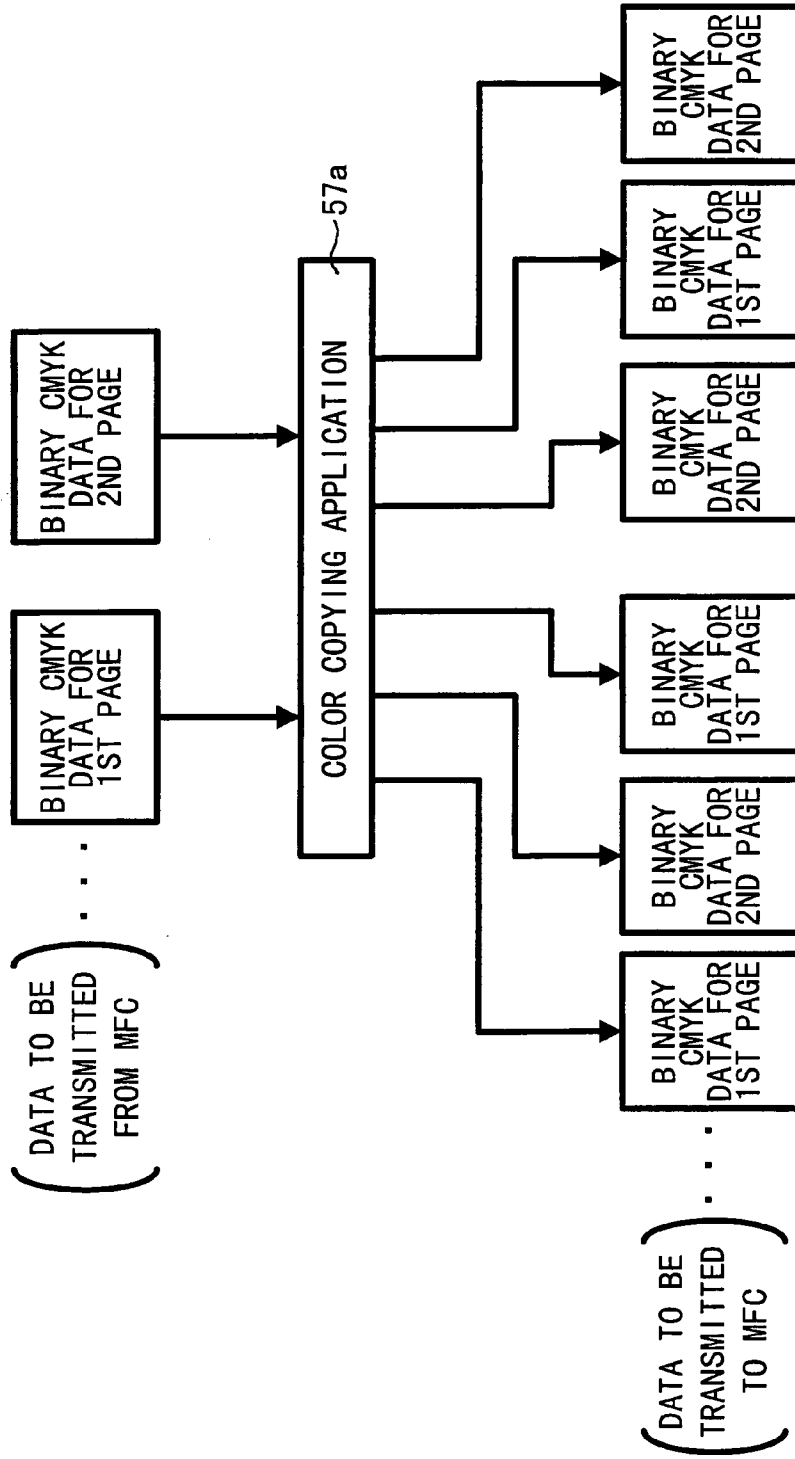 (DATA TO BE
TRANSMITTED
FROM MFC)
. . .
BINARY CMYK
DATA FOR
1ST PAGE
BINARY CMYK
DATA FOR
2ND PAGE
COLOR COPYING APPLICATION
57a
(DATA TO BE
TRANSMITTED
TO MFC)
. . .
BINARY
CMYK
DATA FOR
1ST PAGE
BINARY
CMYK
DATA FOR
2ND PAGE
BINARY
CMYK
DATA FOR
1ST PAGE
BINARY
CMYK
DATA FOR
2ND PAGE
BINARY
CMYK
DATA FOR
1ST PAGE
BINARY
CMYK
DATA FOR
2ND PAGE